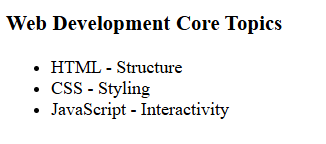 Web Development Core Topics
HTML - Structure
CSS - Styling
JavaScript - Interactivity